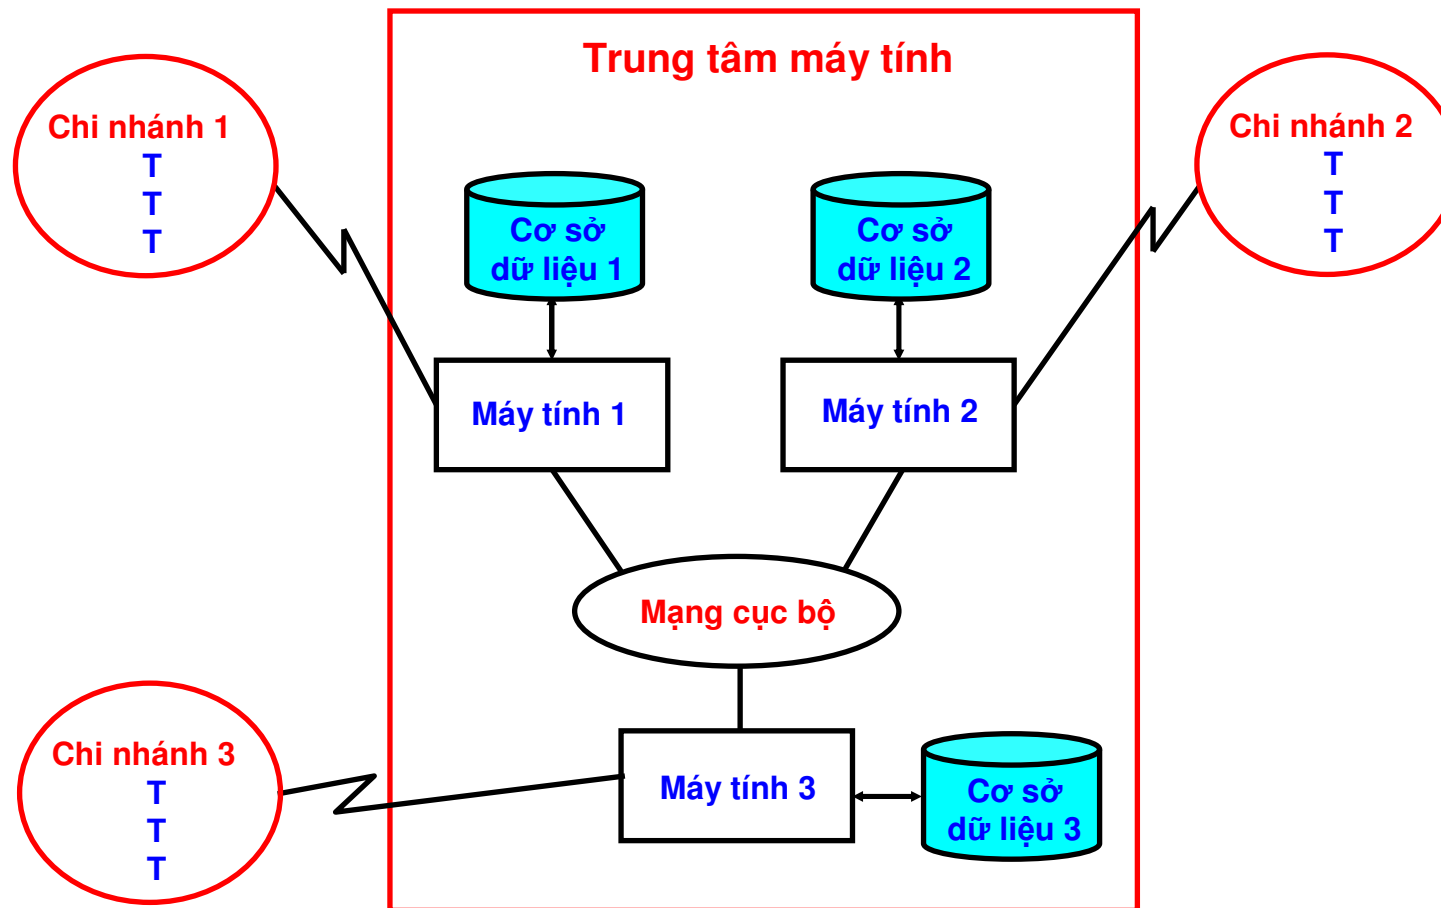 Trung tâm máy tính
Chi nhánh 1
T
T
T
Chi nhánh 2
T
T
T
Cơ sở
dữ liệu 1
Cơ sở
dữ liệu 2
Máy tính 1
Máy tính 2
Mạng cục bộ
Chi nhánh 3
T
T
T
Máy tính 3
Cơ sở
dữ liệu 3